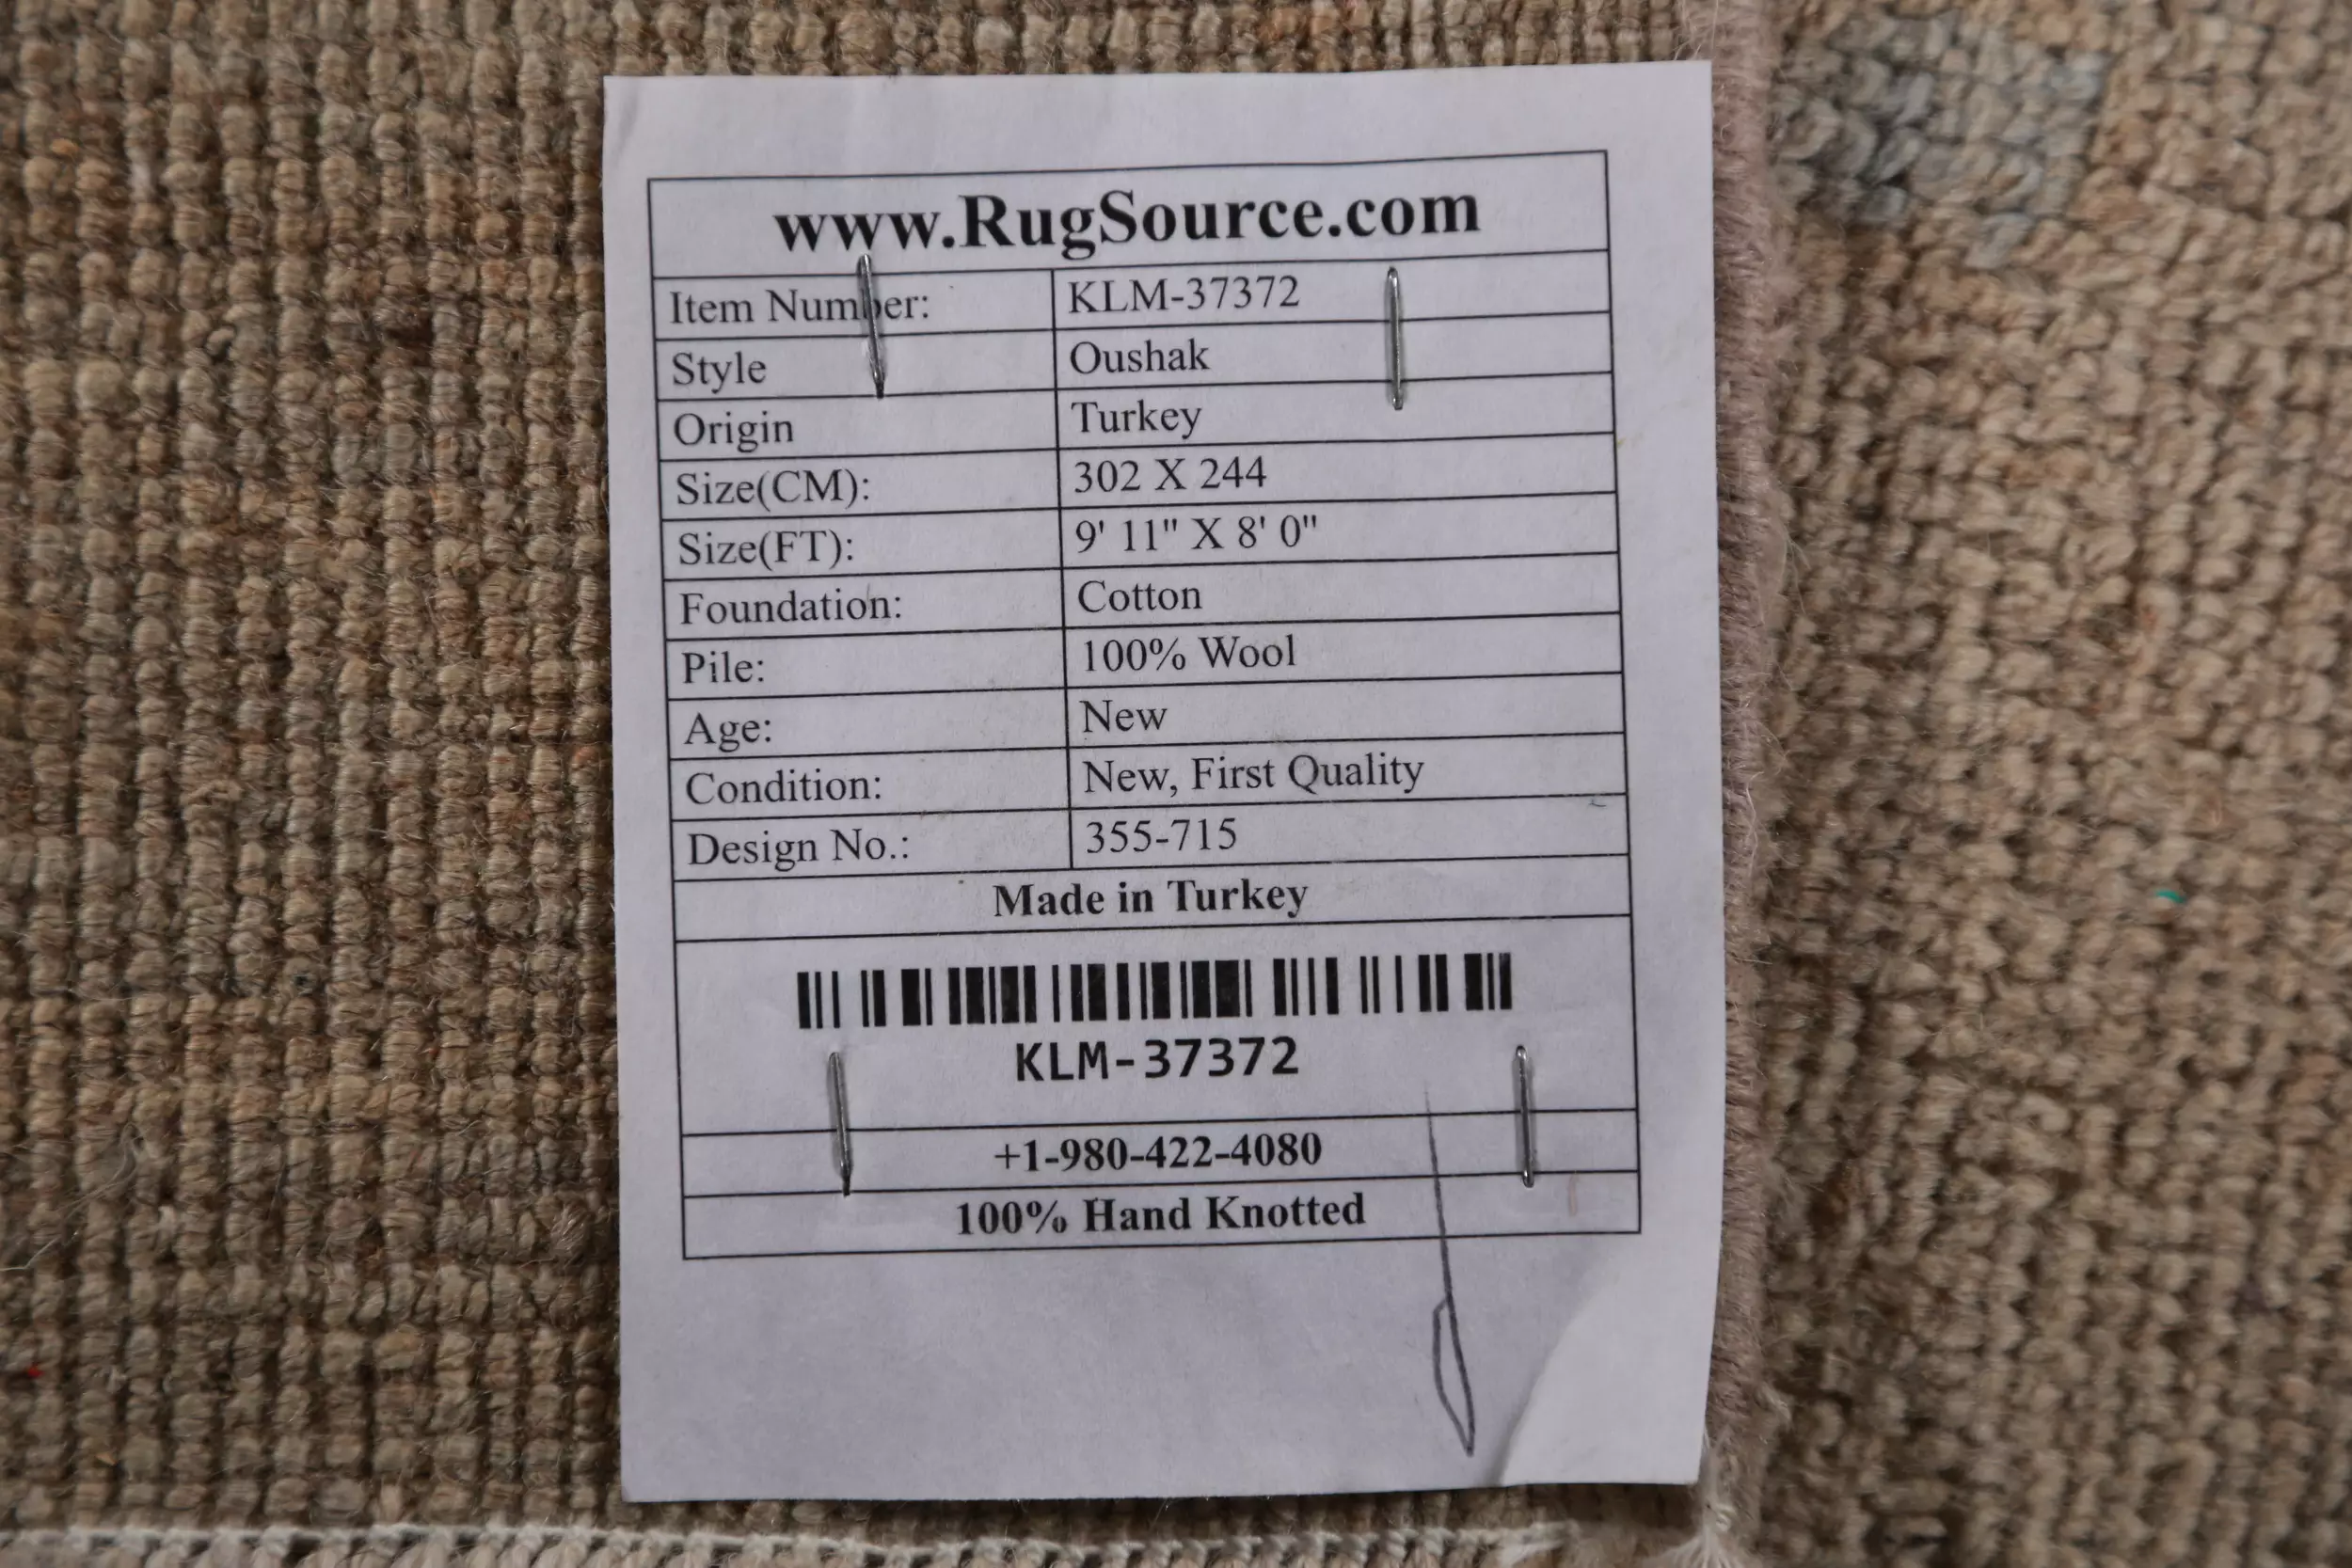 www.RugSource.com
Item Number: KLM-37372
Style Oushak
Origin Turkey
Size(CM): 302 X 244
Size(FT): 9' 11" X 8' 0"
Foundation: Cotton
Pile: 100% Wool
Age: New
Condition: New, First Quality
Design No.: 355-715
Made in Turkey
KLM-37372
+1-980-422-4080
100% Hand Knotted